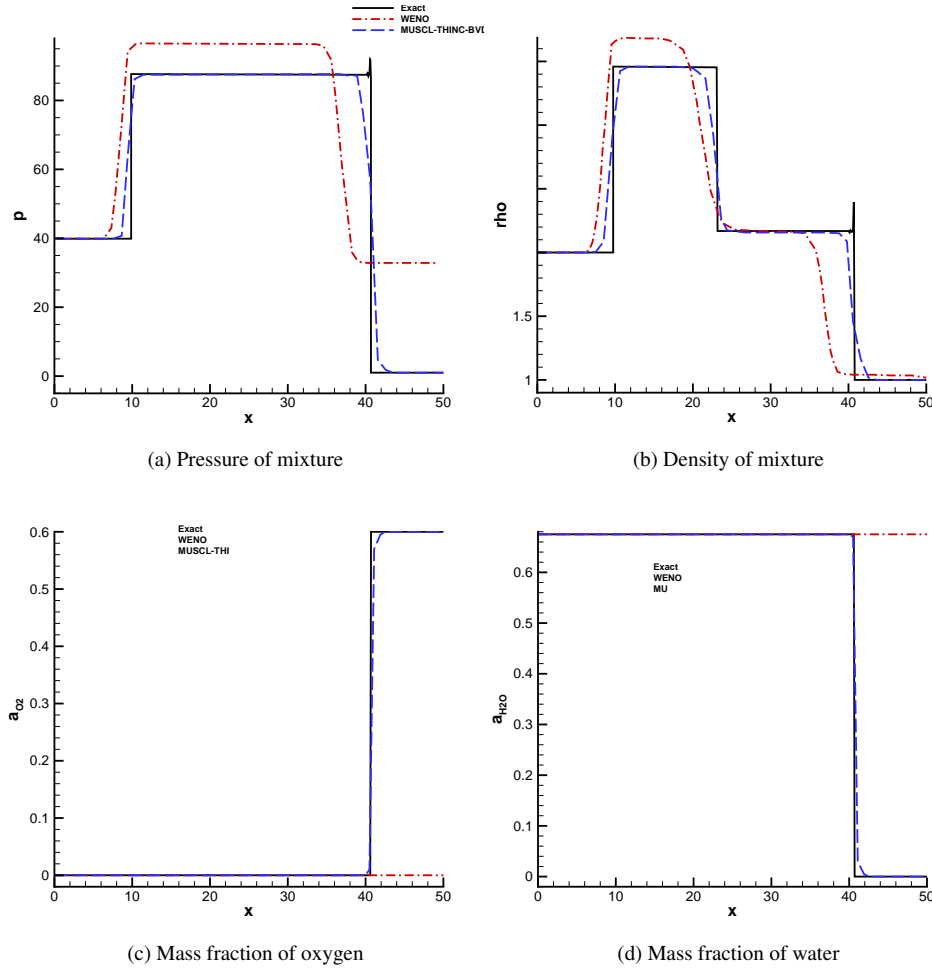 Exact
WENO
MUSCL-THINC-BVD
p
80
60
40
20
0
0 10 20 30 40 50
x
(a) Pressure of mixture
rho
1.5
1
0 10 20 30 40 50
x
(b) Density of mixture
Exact
WENO
MUSCL-THI
a_O2
0.6
0.5
0.4
0.3
0.2
0.1
0
0 10 20 30 40 50
x
(c) Mass fraction of oxygen
Exact
WENO
MU
a_H2O
0.6
0.5
0.4
0.3
0.2
0.1
0
0 10 20 30 40 50
x
(d) Mass fraction of water